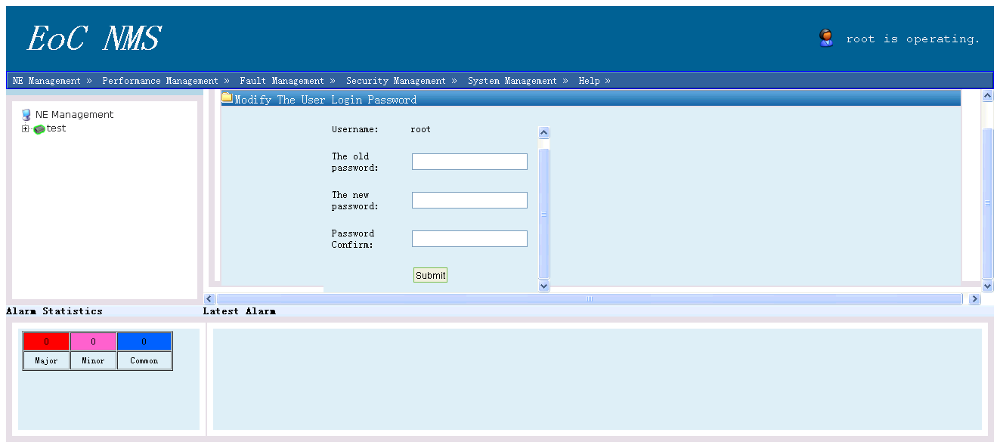 EoC NMS
root is operating.
NE Management » Performance Management » Fault Management » Security Management » System Management » Help »
NE Management
test
Modify The User Login Password
Username: root
The old
password:
The new
password:
Password
Confirm:
Submit
Alarm Statistics
Latest Alarm
0 0 0
Major Minor Common